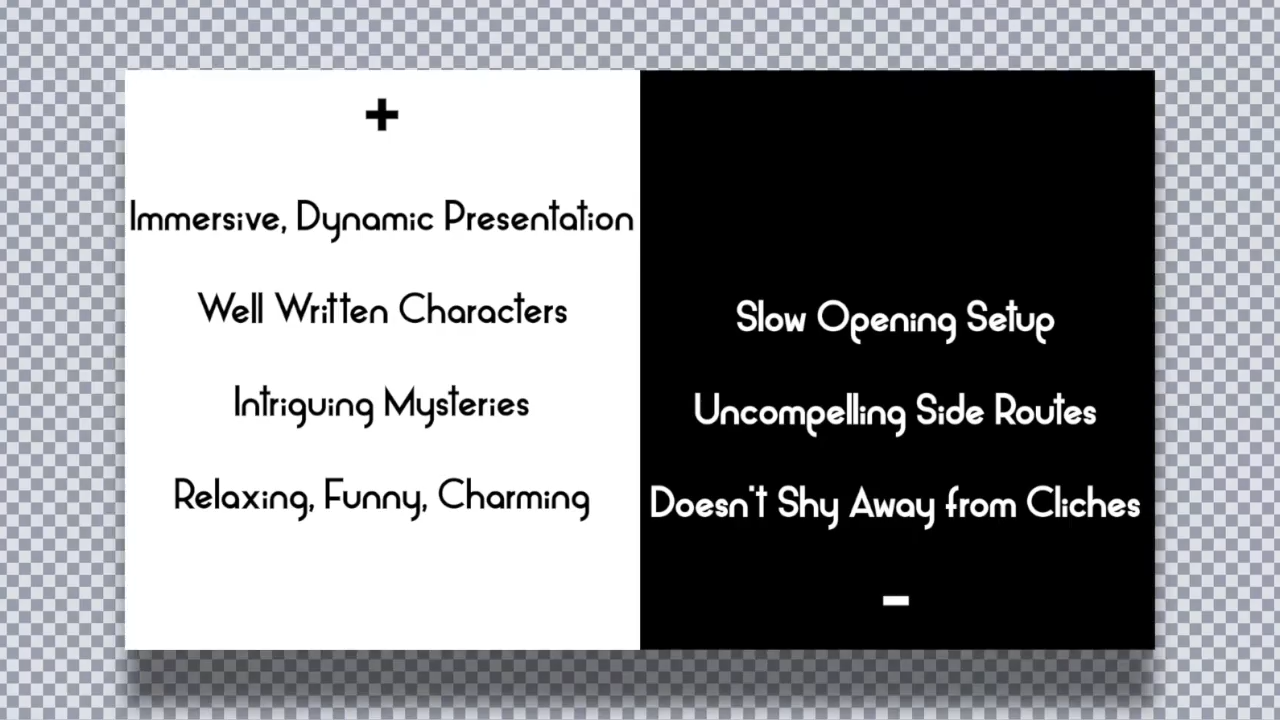 +
Immersive, Dynamic Presentation
Well Written Characters
Intriguing Mysteries
Relaxing, Funny, Charming
Slow Opening Setup
Uncompelling Side Routes
Doesn't Shy Away from Cliches
-